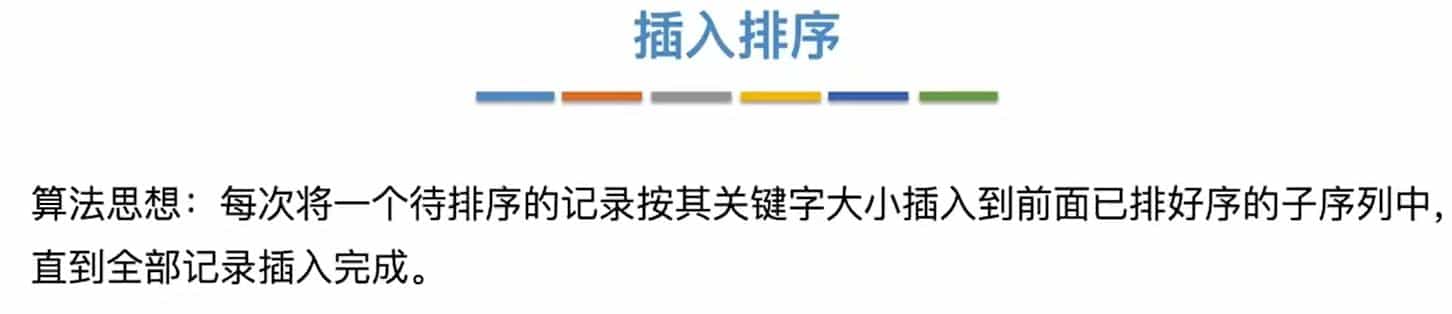 插入排序
算法思想：每次将一个待排序的记录按其关键字大小插入到前面已排好序的子序列中，
直到全部记录插入完成。